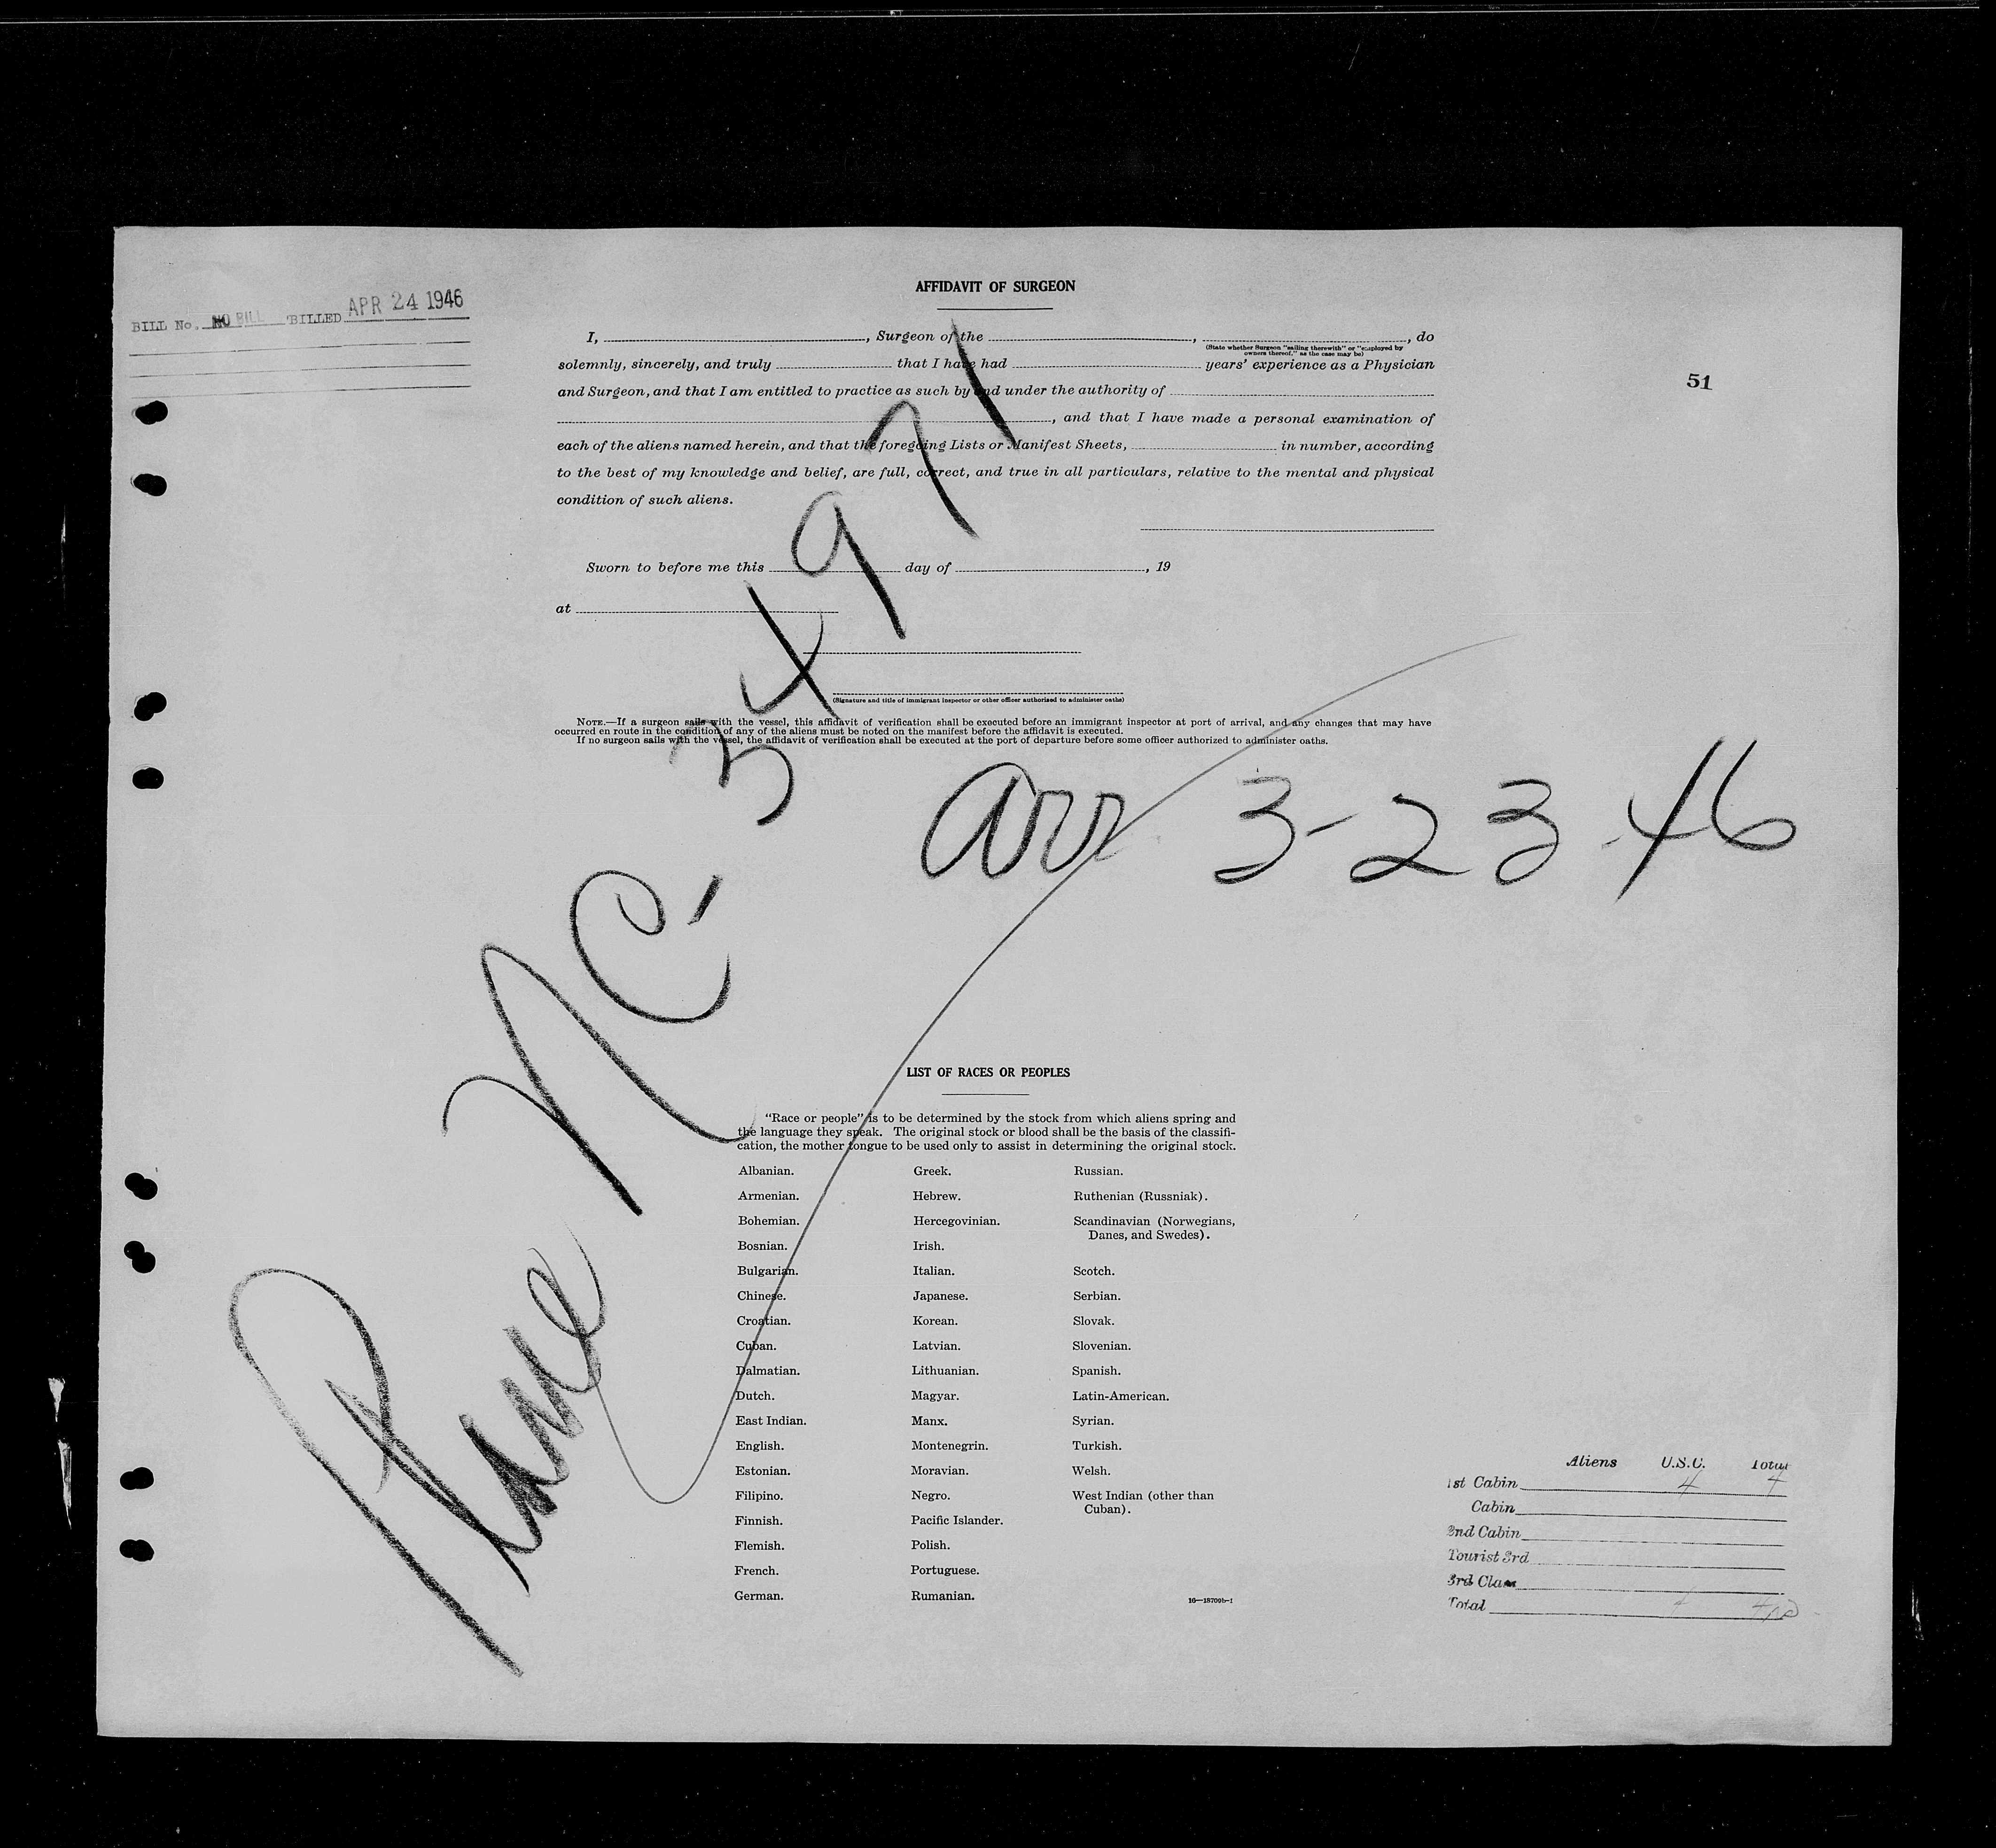 BILL No. NO BILL BILLED APR 24 1946
AFFIDAVIT OF SURGEON
51
I, , Surgeon of the , , do
(State whether Surgeon "sailing therewith" or "employed by
owners thereof," as the case may be)
solemnly, sincerely, and truly that I have had years' experience as a Physician
and Surgeon, and that I am entitled to practice as such by and under the authority of
, and that I have made a personal examination of
each of the aliens named herein, and that the foregoing Lists or Manifest Sheets, in number, according
to the best of my knowledge and belief, are full, correct, and true in all particulars, relative to the mental and physical
condition of such aliens.
Sworn to before me this day of , 19
at
(Signature and title of immigrant inspector or other officer authorized to administer oaths)
NOTE.—If a surgeon sails with the vessel, this affidavit of verification shall be executed before an immigrant inspector at port of arrival, and any changes that may have
occurred en route in the condition of any of the aliens must be noted on the manifest before the affidavit is executed.
If no surgeon sails with the vessel, the affidavit of verification shall be executed at the port of departure before some officer authorized to administer oaths.
Plane NC-34971
arr 3-23-46
LIST OF RACES OR PEOPLES
"Race or people" is to be determined by the stock from which aliens spring and
the language they speak. The original stock or blood shall be the basis of the classifi-
cation, the mother tongue to be used only to assist in determining the original stock.
Albanian.
Armenian.
Bohemian.
Bosnian.
Bulgarian.
Chinese.
Croatian.
Cuban.
Dalmatian.
Dutch.
East Indian.
English.
Estonian.
Filipino.
Finnish.
Flemish.
French.
German.
Greek.
Hebrew.
Hercegovinian.
Irish.
Italian.
Japanese.
Korean.
Latvian.
Lithuanian.
Magyar.
Manx.
Montenegrin.
Moravian.
Negro.
Pacific Islander.
Polish.
Portuguese.
Rumanian.
Russian.
Ruthenian (Russniak).
Scandinavian (Norwegians,
Danes, and Swedes).
Scotch.
Serbian.
Slovak.
Slovenian.
Spanish.
Latin-American.
Syrian.
Turkish.
Welsh.
West Indian (other than
Cuban).
16—18709b-1
Aliens U.S.C. Total
1st Cabin 4 4
Cabin
2nd Cabin
Tourist 3rd
3rd Class
Total 4